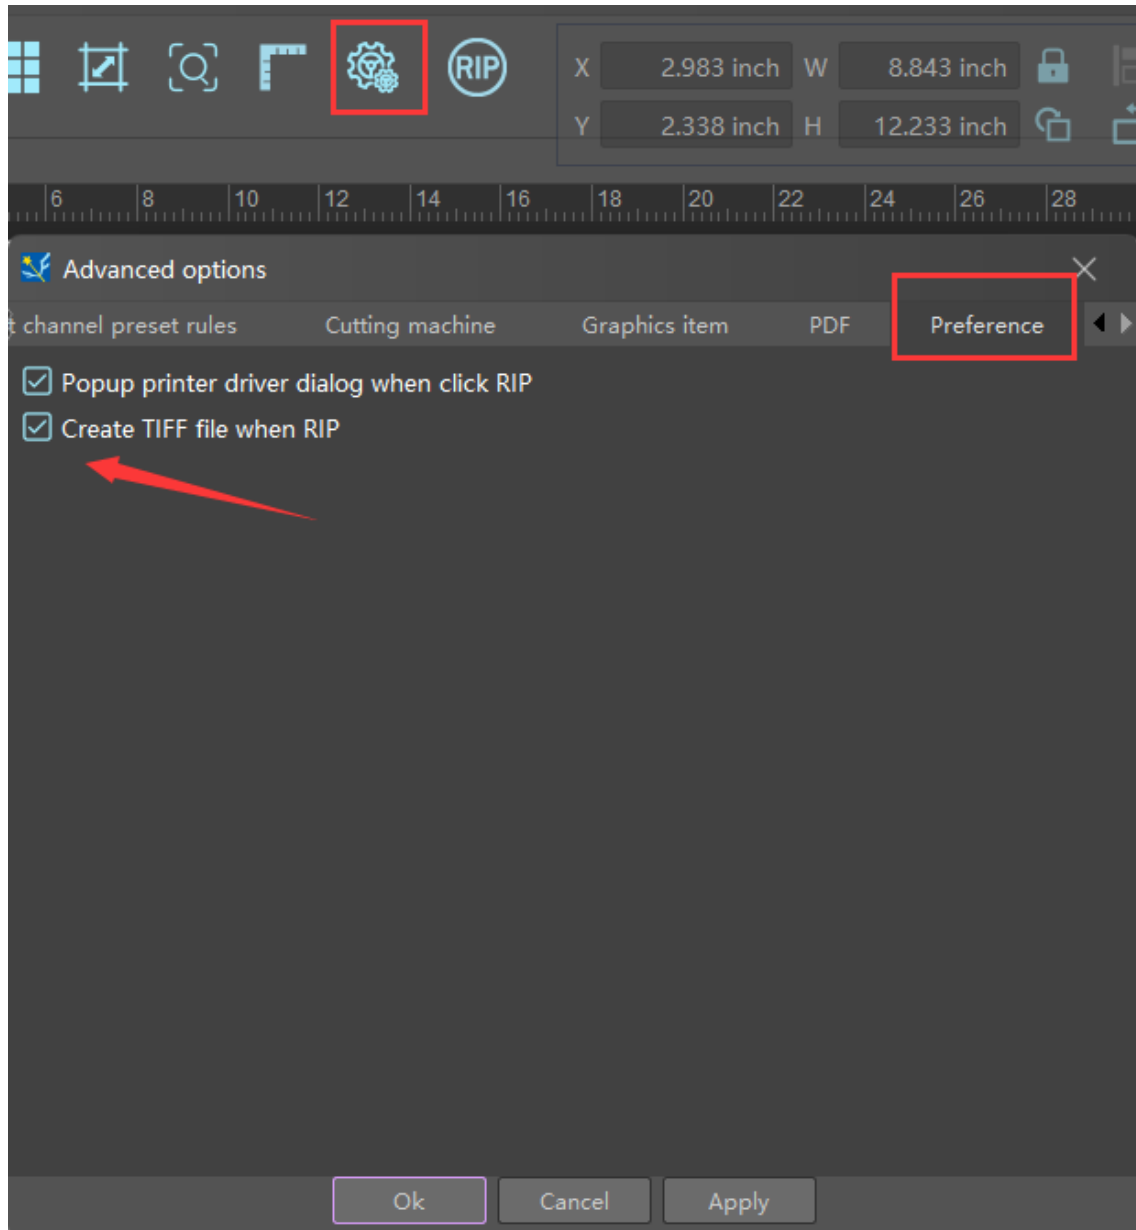 RIP
X 2.983 inch W 8.843 inch
Y 2.338 inch H 12.233 inch
6 8 10 12 14 16 18 20 22 24 26 28
Advanced options
t channel preset rules Cutting machine Graphics item PDF Preference
Popup printer driver dialog when click RIP
Create TIFF file when RIP
Ok Cancel Apply